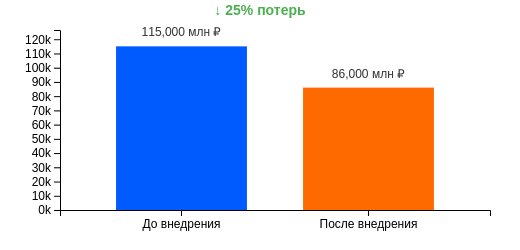 ↓ 25% потерь
115,000 млн ₽
86,000 млн ₽
120k
110k
100k
90k
80k
70k
60k
50k
40k
30k
20k
10k
0k
До внедрения
После внедрения